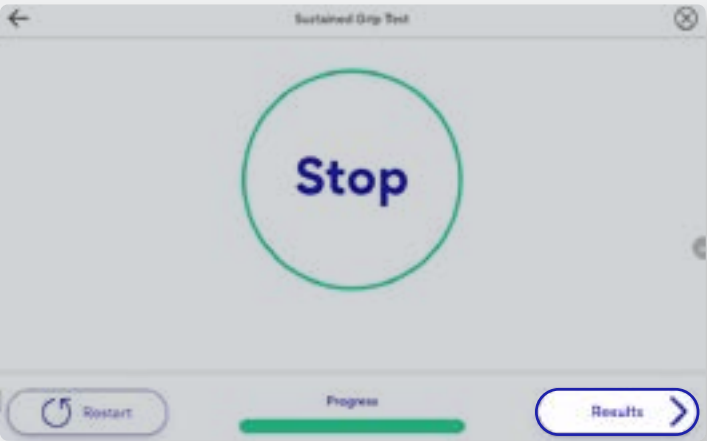 Sustained Grip Test
Stop
Progress
Restart
Results